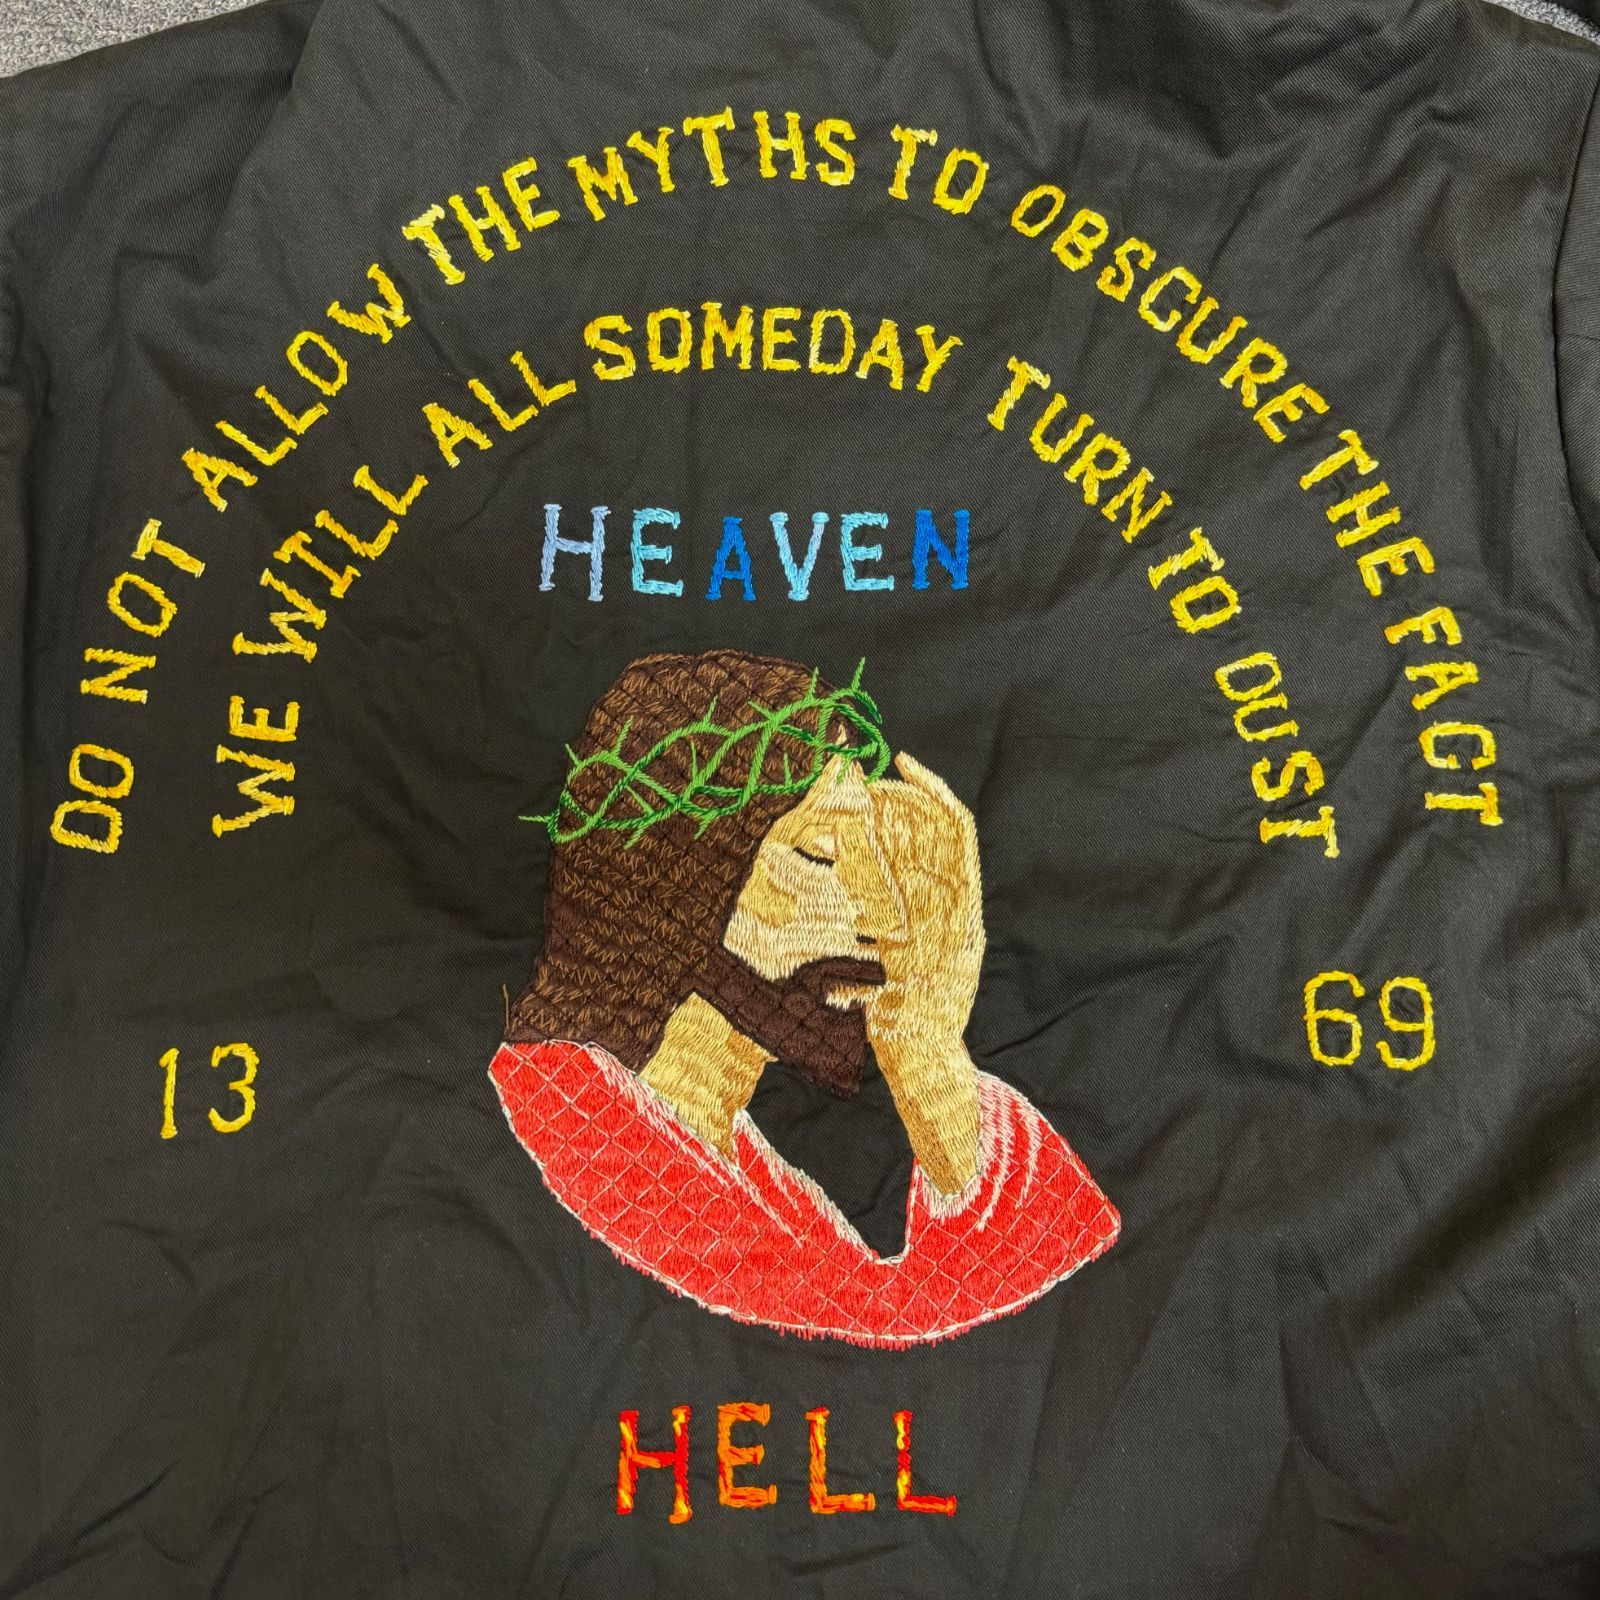 DO NOT ALLOW THE MYTHS TO OBSCURE THE FACT
WE WILL ALL SOMEDAY TURN TO DUST
HEAVEN
13
69
HELL